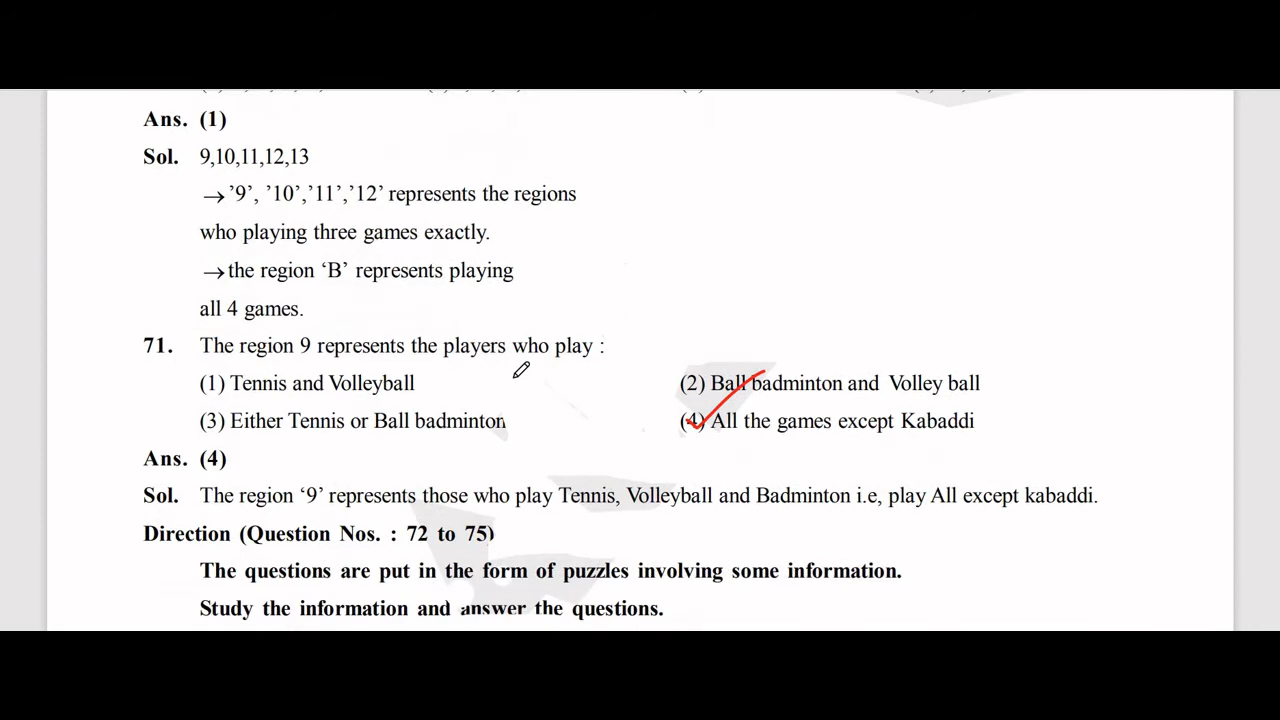 Ans. (1)
Sol. 9,10,11,12,13
→ ’9’, ’10’,’11’,’12’ represents the regions
who playing three games exactly.
→ the region ‘B’ represents playing
all 4 games.
71. The region 9 represents the players who play :
(1) Tennis and Volleyball (2) Ball badminton and Volley ball
(3) Either Tennis or Ball badminton (4) All the games except Kabaddi
Ans. (4)
Sol. The region ‘9’ represents those who play Tennis, Volleyball and Badminton i.e, play All except kabaddi.
Direction (Question Nos. : 72 to 75)
The questions are put in the form of puzzles involving some information.
Study the information and answer the questions.